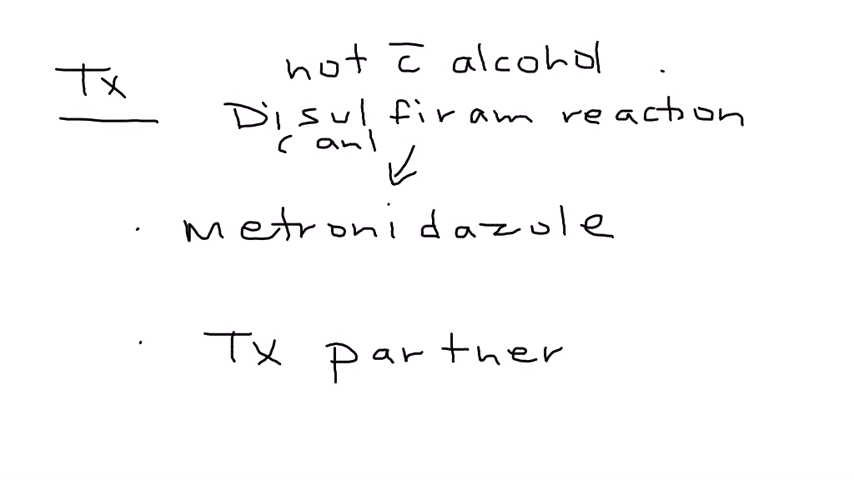 Tx
not c̅ alcohol
Disulfiram reaction
metronidazole
Tx partner